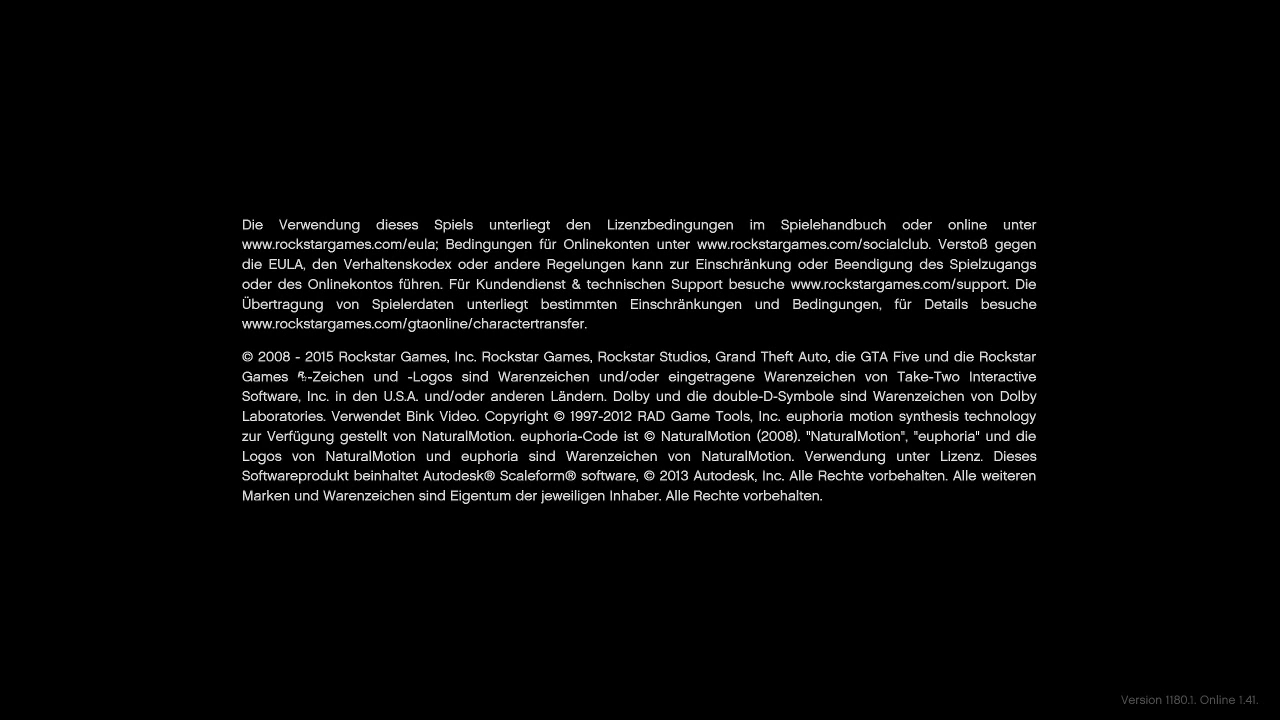 Die Verwendung dieses Spiels unterliegt den Lizenzbedingungen im Spielehandbuch oder online unter
www.rockstargames.com/eula; Bedingungen für Onlinekonten unter www.rockstargames.com/socialclub. Verstoß gegen
die EULA, den Verhaltenskodex oder andere Regelungen kann zur Einschränkung oder Beendigung des Spielzugangs
oder des Onlinekontos führen. Für Kundendienst & technischen Support besuche www.rockstargames.com/support. Die
Übertragung von Spielerdaten unterliegt bestimmten Einschränkungen und Bedingungen, für Details besuche
www.rockstargames.com/gtaonline/charactertransfer.
© 2008 - 2015 Rockstar Games, Inc. Rockstar Games, Rockstar Studios, Grand Theft Auto, die GTA Five und die Rockstar
Games R*-Zeichen und -Logos sind Warenzeichen und/oder eingetragene Warenzeichen von Take-Two Interactive
Software, Inc. in den U.S.A. und/oder anderen Ländern. Dolby und die double-D-Symbole sind Warenzeichen von Dolby
Laboratories. Verwendet Bink Video. Copyright © 1997-2012 RAD Game Tools, Inc. euphoria motion synthesis technology
zur Verfügung gestellt von NaturalMotion. euphoria-Code ist © NaturalMotion (2008). "NaturalMotion", "euphoria" und die
Logos von NaturalMotion und euphoria sind Warenzeichen von NaturalMotion. Verwendung unter Lizenz. Dieses
Softwareprodukt beinhaltet Autodesk® Scaleform® software, © 2013 Autodesk, Inc. Alle Rechte vorbehalten. Alle weiteren
Marken und Warenzeichen sind Eigentum der jeweiligen Inhaber. Alle Rechte vorbehalten.
Version 1180.1. Online 1.41.